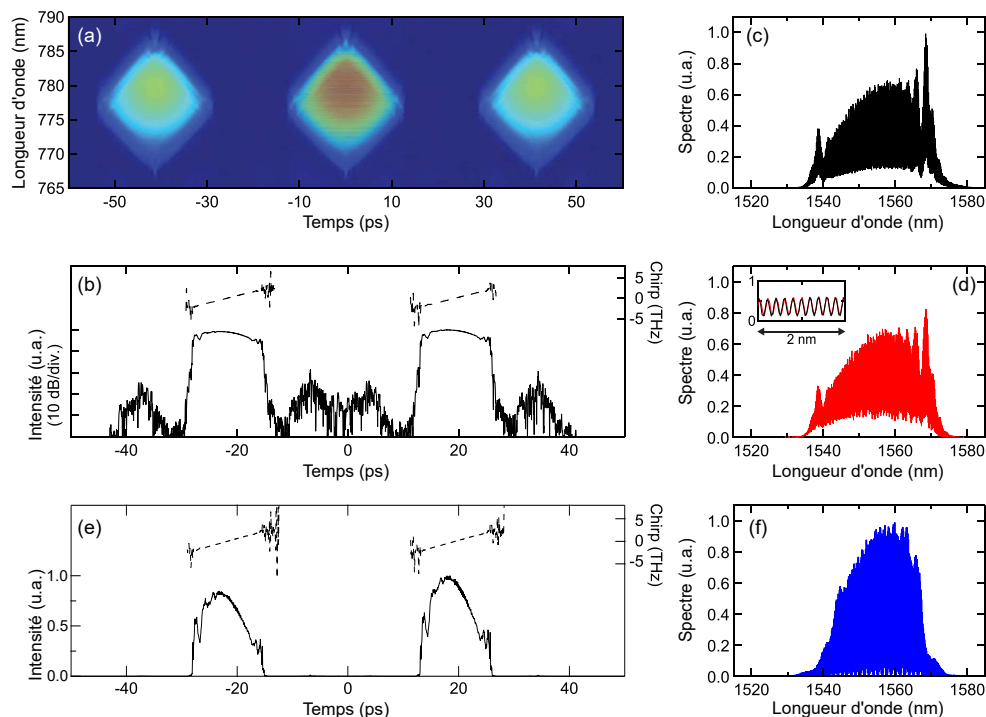 (a)
Longueur d'onde (nm)
790
785
780
775
770
765
-50
-30
-10
10
30
50
Temps (ps)
(c)
Spectre (u.a.)
1.0
0.8
0.6
0.4
0.2
0.0
1520
1540
1560
1580
Longueur d'onde (nm)
(b)
Intensité (u.a.)
(10 dB/div.)
Chirp (THz)
5
0
-5
-40
-20
0
20
40
Temps (ps)
(d)
1
0
2 nm
Spectre (u.a.)
1.0
0.8
0.6
0.4
0.2
0.0
1520
1540
1560
1580
Longueur d'onde (nm)
(e)
Intensité (u.a.)
1.0
0.5
0.0
Chirp (THz)
5
0
-5
-40
-20
0
20
40
Temps (ps)
(f)
Spectre (u.a.)
1.0
0.8
0.6
0.4
0.2
0.0
1520
1540
1560
1580
Longueur d'onde (nm)